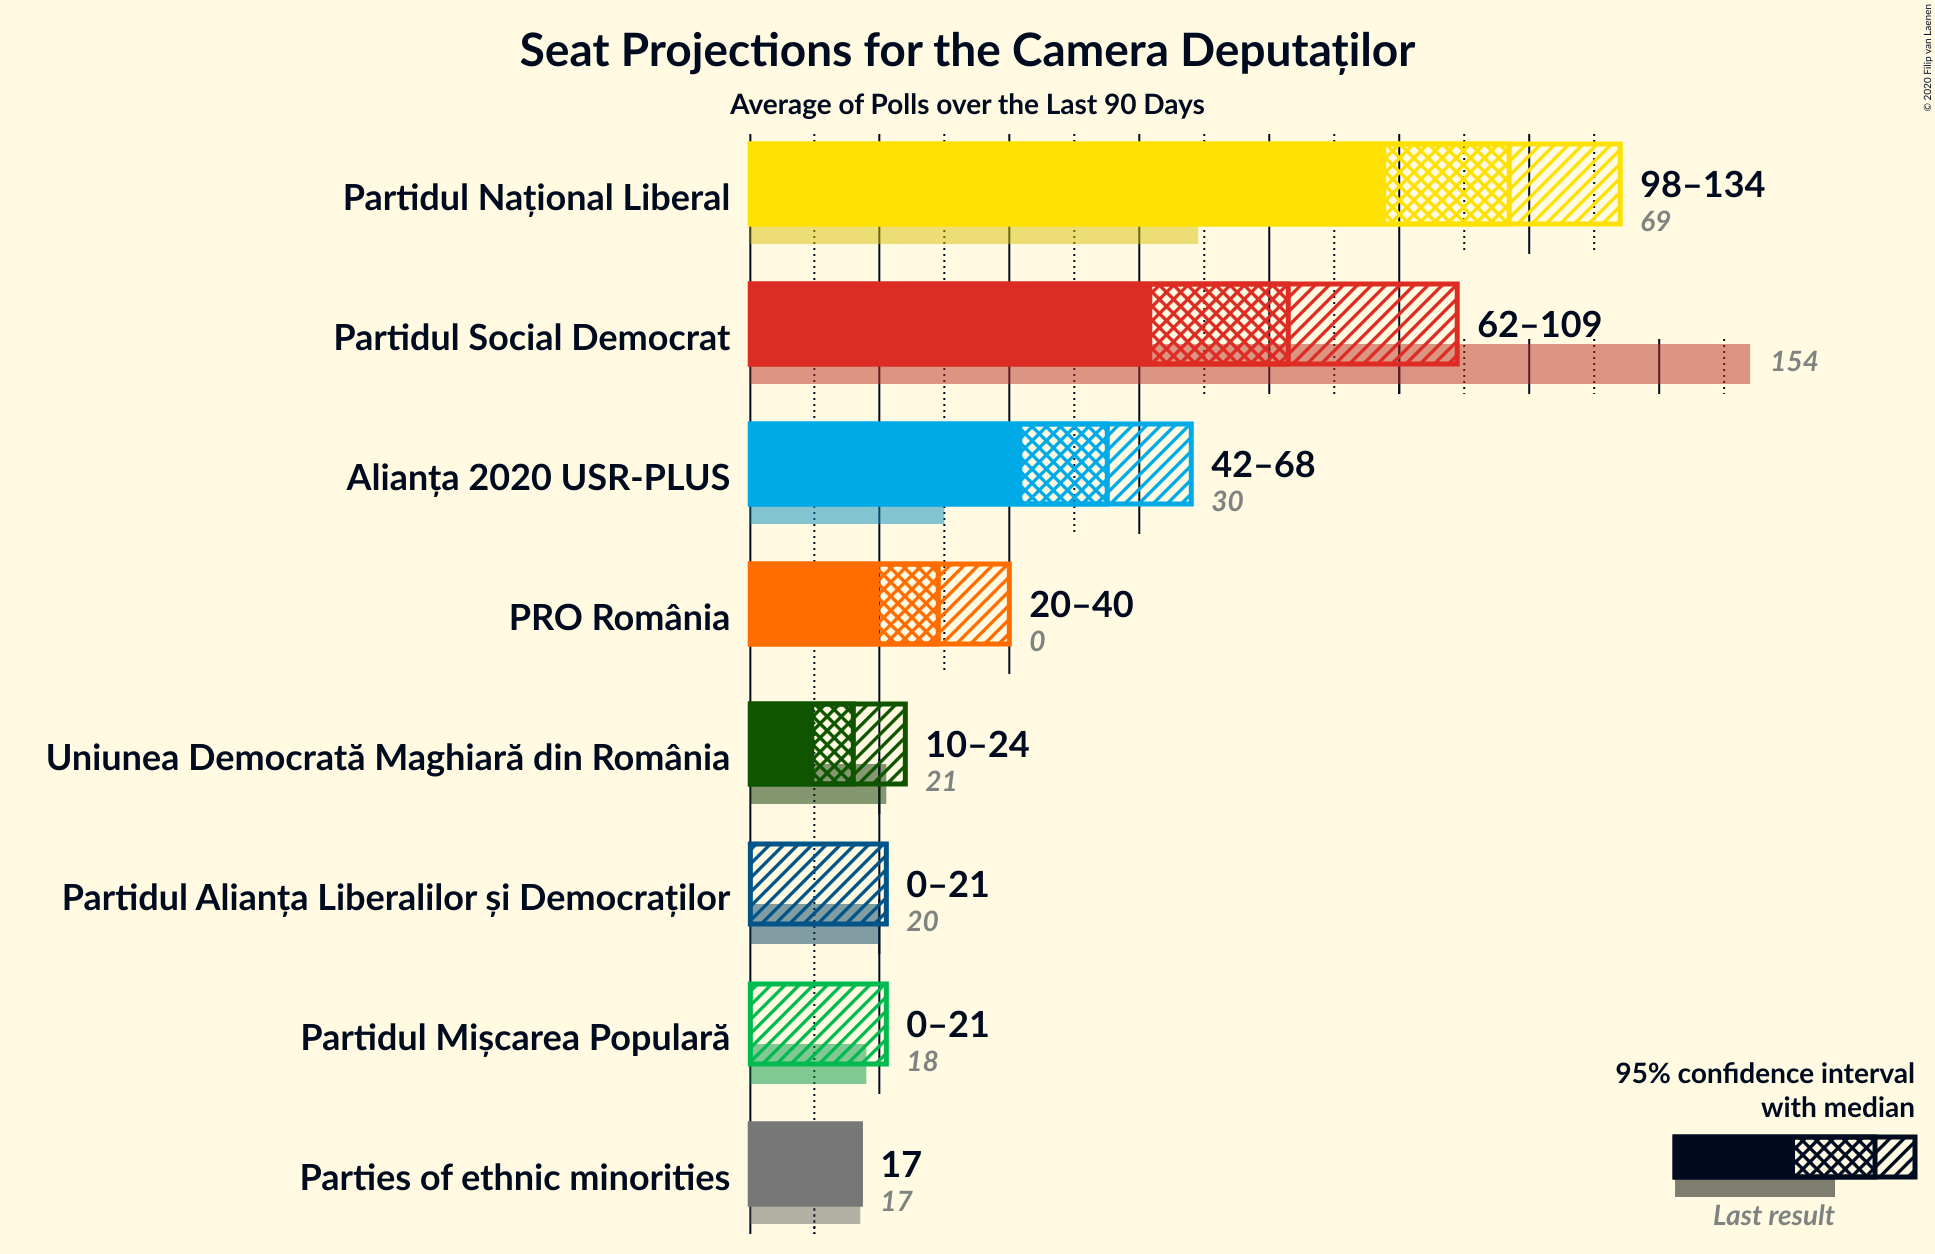 Seat Projections for the Camera Deputaților
Average of Polls over the Last 90 Days
© 2020 Filip van Laenen
Partidul Național Liberal
98–134
69
Partidul Social Democrat
62–109
154
Alianța 2020 USR-PLUS
42–68
30
PRO România
20–40
0
Uniunea Democrată Maghiară din România
10–24
21
Partidul Alianța Liberalilor și Democraților
0–21
20
Partidul Mișcarea Populară
0–21
18
Parties of ethnic minorities
17
17
95% confidence interval
with median
Last result